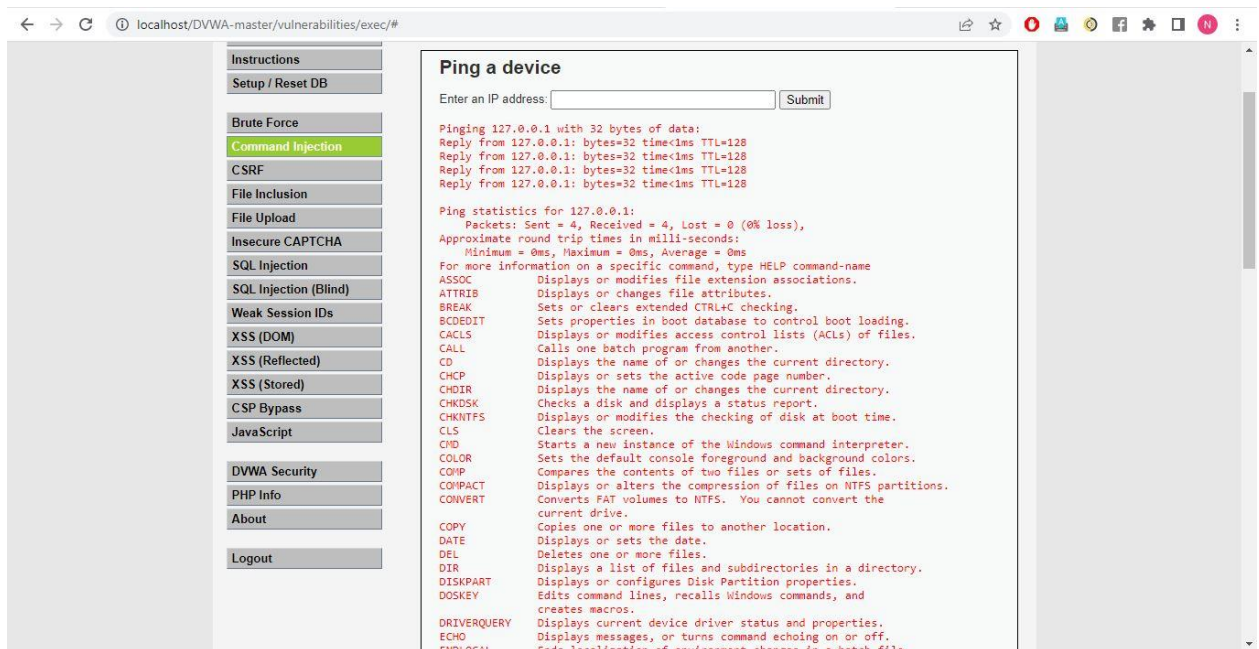 localhost/DVWA-master/vulnerabilities/exec/#
N
Instructions
Setup / Reset DB
Brute Force
Command Injection
CSRF
File Inclusion
File Upload
Insecure CAPTCHA
SQL Injection
SQL Injection (Blind)
Weak Session IDs
XSS (DOM)
XSS (Reflected)
XSS (Stored)
CSP Bypass
JavaScript
DVWA Security
PHP Info
About
Logout
Ping a device
Enter an IP address: Submit
Pinging 127.0.0.1 with 32 bytes of data:
Reply from 127.0.0.1: bytes=32 time<1ms TTL=128
Reply from 127.0.0.1: bytes=32 time<1ms TTL=128
Reply from 127.0.0.1: bytes=32 time<1ms TTL=128
Reply from 127.0.0.1: bytes=32 time<1ms TTL=128
Ping statistics for 127.0.0.1:
Packets: Sent = 4, Received = 4, Lost = 0 (0% loss),
Approximate round trip times in milli-seconds:
Minimum = 0ms, Maximum = 0ms, Average = 0ms
For more information on a specific command, type HELP command-name
ASSOC Displays or modifies file extension associations.
ATTRIB Displays or changes file attributes.
BREAK Sets or clears extended CTRL+C checking.
BCDEDIT Sets properties in boot database to control boot loading.
CACLS Displays or modifies access control lists (ACLs) of files.
CALL Calls one batch program from another.
CD Displays the name of or changes the current directory.
CHCP Displays or sets the active code page number.
CHDIR Displays the name of or changes the current directory.
CHKDSK Checks a disk and displays a status report.
CHKNTFS Displays or modifies the checking of disk at boot time.
CLS Clears the screen.
CMD Starts a new instance of the Windows command interpreter.
COLOR Sets the default console foreground and background colors.
COMP Compares the contents of two files or sets of files.
COMPACT Displays or alters the compression of files on NTFS partitions.
CONVERT Converts FAT volumes to NTFS. You cannot convert the
current drive.
COPY Copies one or more files to another location.
DATE Displays or sets the date.
DEL Deletes one or more files.
DIR Displays a list of files and subdirectories in a directory.
DISKPART Displays or configures Disk Partition properties.
DOSKEY Edits command lines, recalls Windows commands, and
creates macros.
DRIVERQUERY Displays current device driver status and properties.
ECHO Displays messages, or turns command echoing on or off.